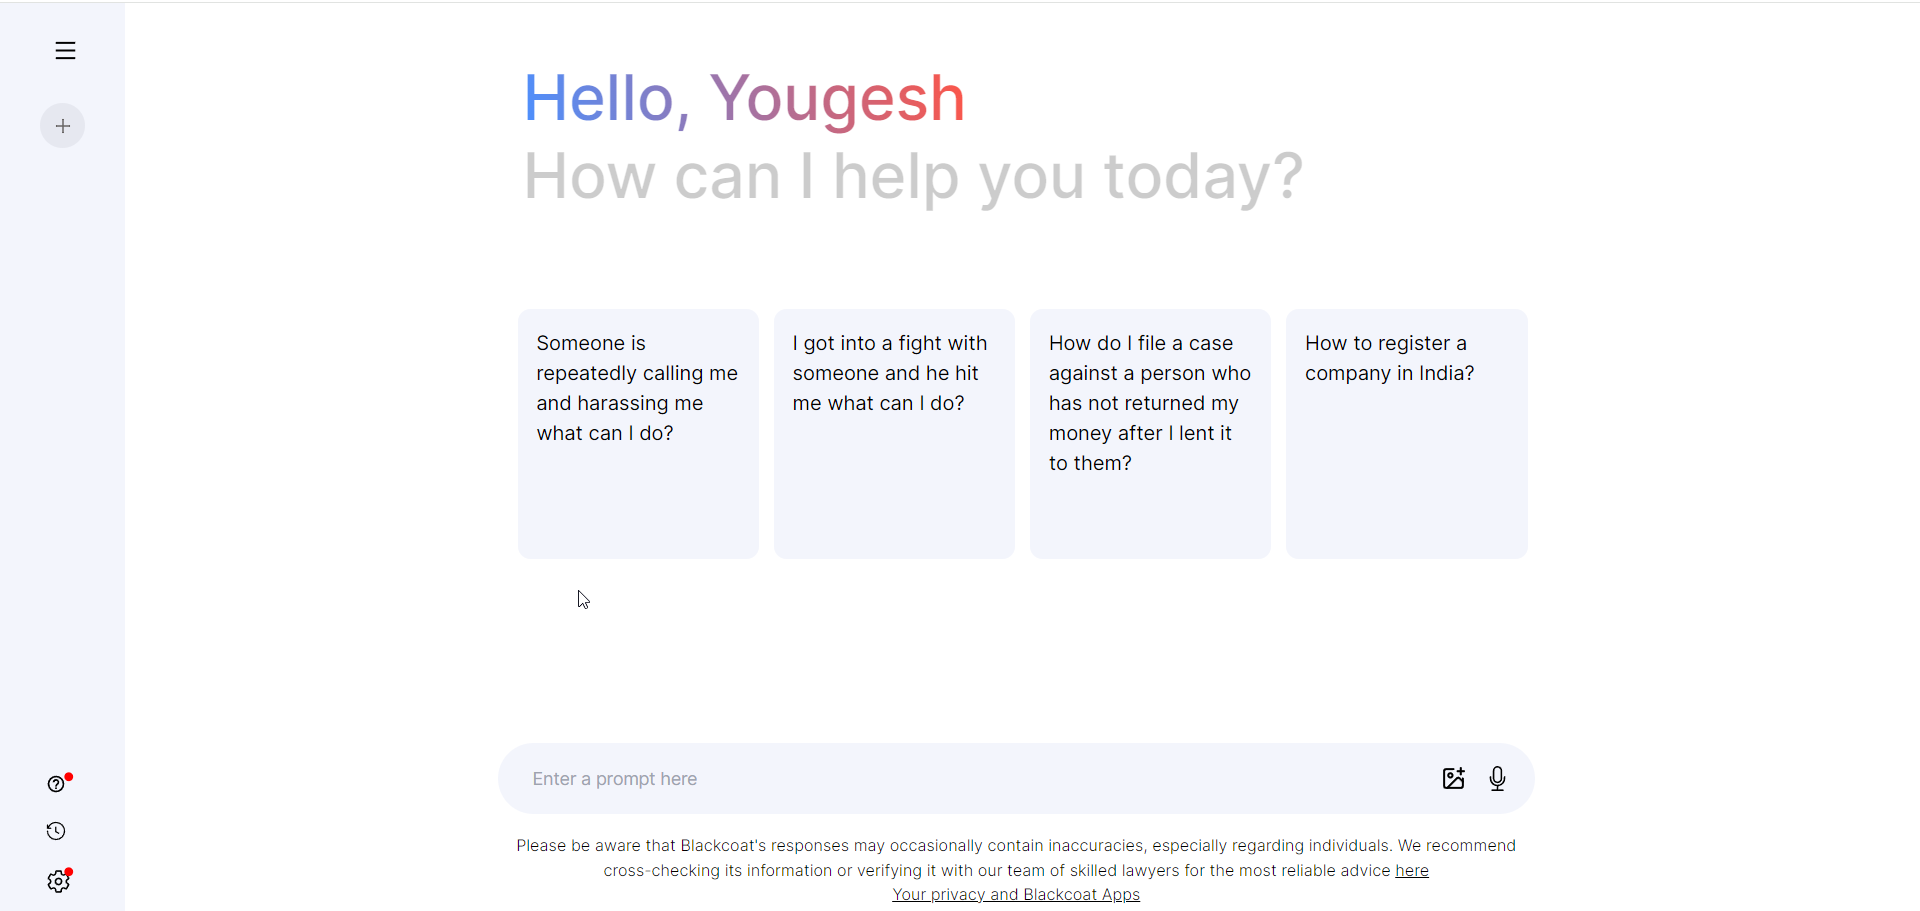 Hello, Yougesh
How can I help you today?
Someone is
repeatedly calling me
and harassing me
what can I do?
I got into a fight with
someone and he hit
me what can I do?
How do I file a case
against a person who
has not returned my
money after I lent it
to them?
How to register a
company in India?
Enter a prompt here
Please be aware that Blackcoat's responses may occasionally contain inaccuracies, especially regarding individuals. We recommend
cross-checking its information or verifying it with our team of skilled lawyers for the most reliable advice here
Your privacy and Blackcoat Apps